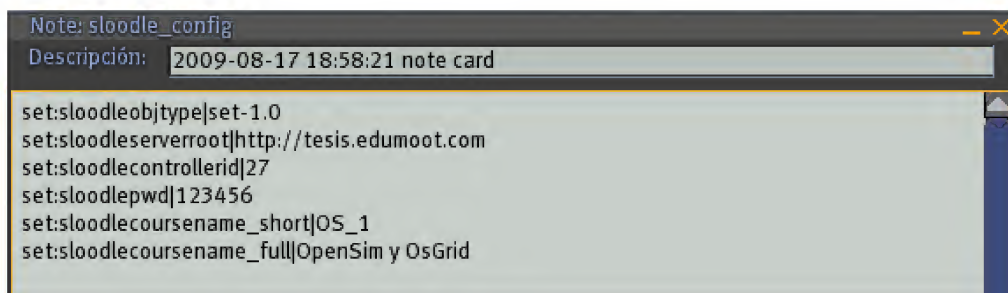 Note: sloodle_config
Descripción: 2009-08-17 18:58:21 note card
set:sloodleobjtype|set-1.0
set:sloodleserverroot|http://tesis.edumoot.com
set:sloodlecontrollerid|27
set:sloodlepwd|123456
set:sloodlecoursename_short|OS_1
set:sloodlecoursename_full|OpenSim y OsGrid